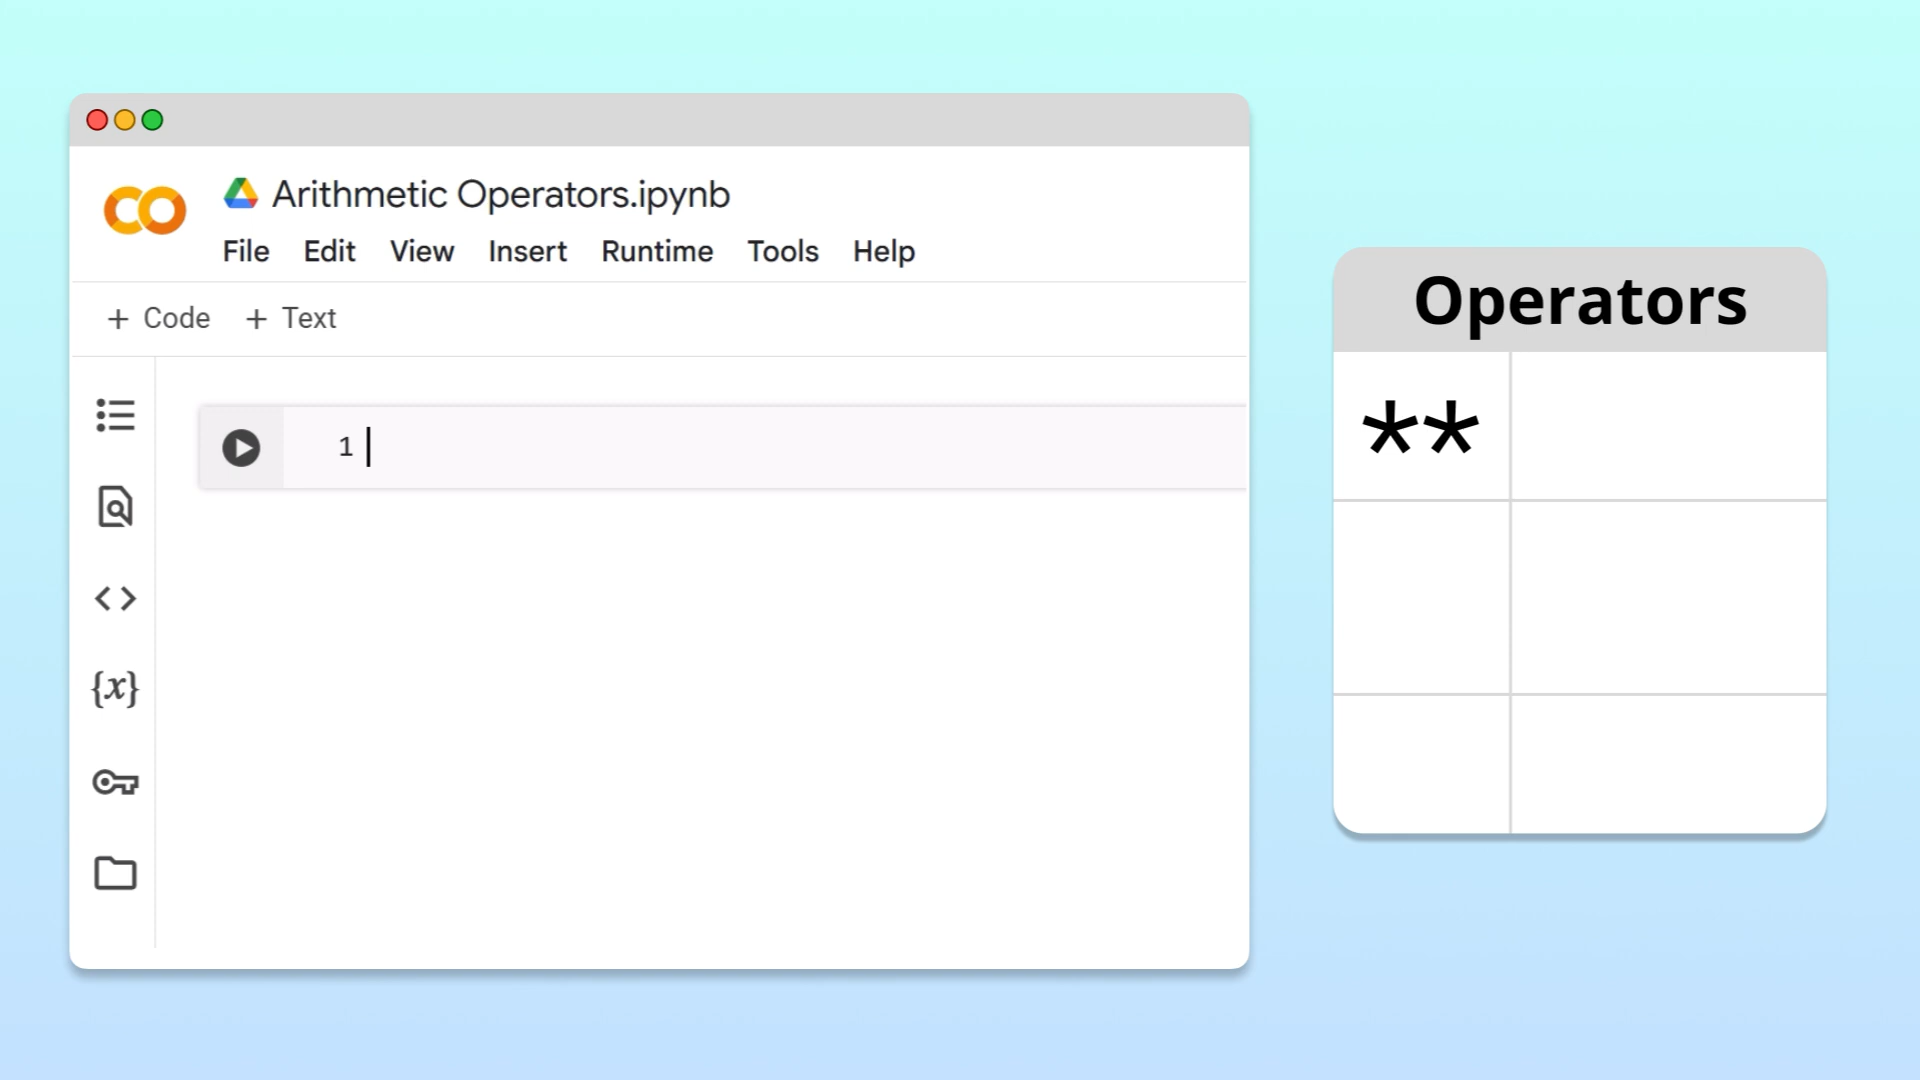 Arithmetic Operators.ipynb
File Edit View Insert Runtime Tools Help
+ Code + Text
1
{x}
Operators
**